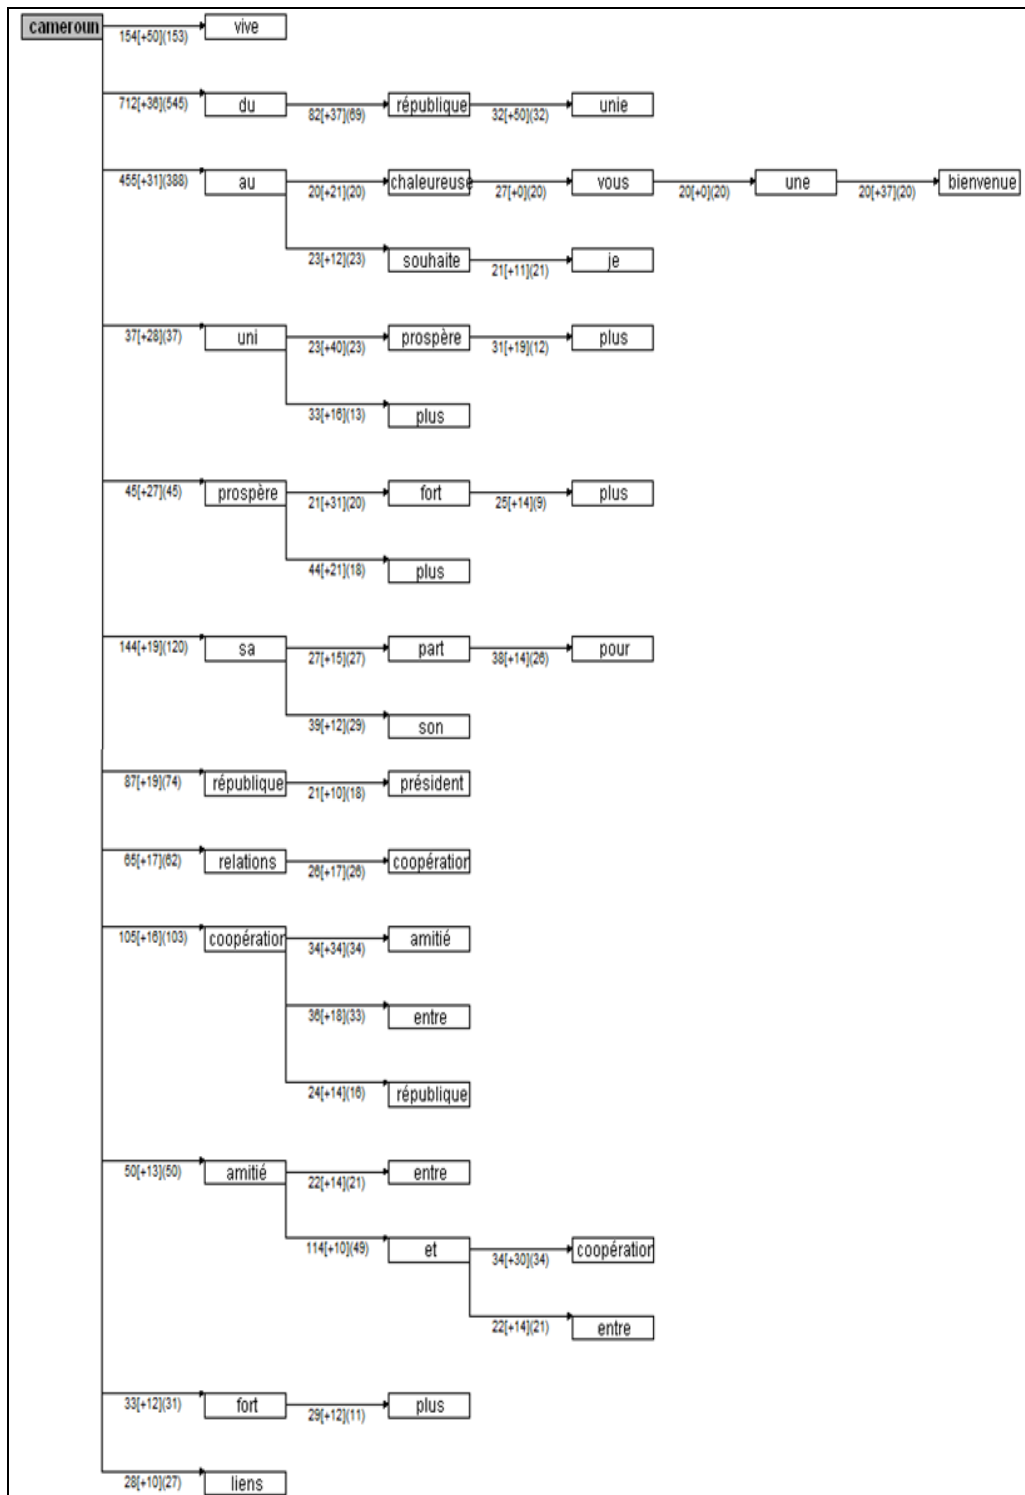 cameroun vive
154[+50](153)
du république unie
712[+36](545) 82[+37](69) 32[+50](32)
au chaleureuse vous une bienvenue
455[+31](388) 20[+21](20) 27[+0](20) 20[+0](20) 20[+37](20)
souhaite je
23[+12](23) 21[+11](21)
uni prospère plus
37[+28](37) 23[+40](23) 31[+19](12)
plus
33[+16](13)
prospère fort plus
45[+27](45) 21[+31](20) 25[+14](9)
plus
44[+21](18)
sa part pour
144[+19](120) 27[+15](27) 38[+14](26)
son
39[+12](29)
république président
87[+19](74) 21[+10](18)
relations coopération
65[+17](62) 26[+17](26)
coopération amitié
105[+16](103) 34[+34](34)
entre
36[+18](33)
république
24[+14](16)
amitié entre
50[+13](50) 22[+14](21)
et coopération
114[+10](49) 34[+30](34)
entre
22[+14](21)
fort plus
33[+12](31) 29[+12](11)
liens
28[+10](27)